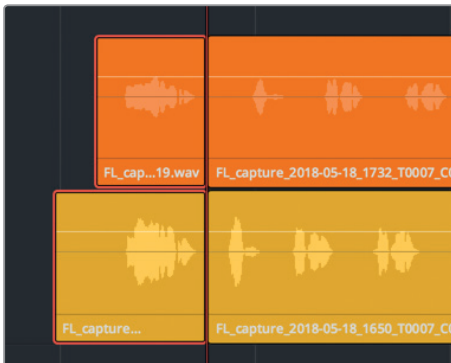 FL_cap...19.wav
FL_capture_2018-05-18_1732_T0007_C
FL_capture...
FL_capture_2018-05-18_1650_T0007_C